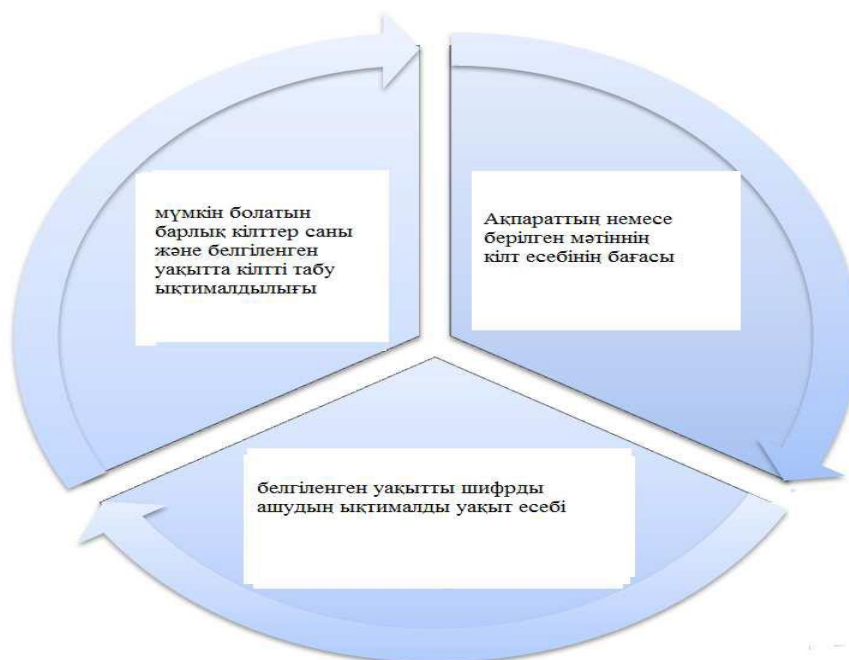 мүмкін болатын
барлық кілттер саны
және белгіленген
уақытта кілтті табу
ықтималдылығы
Ақпараттың немесе
берілген мәтіннің
кілт есебінің бағасы
белгіленген уақытты шифрды
ашудың ықтималды уақыт есебі